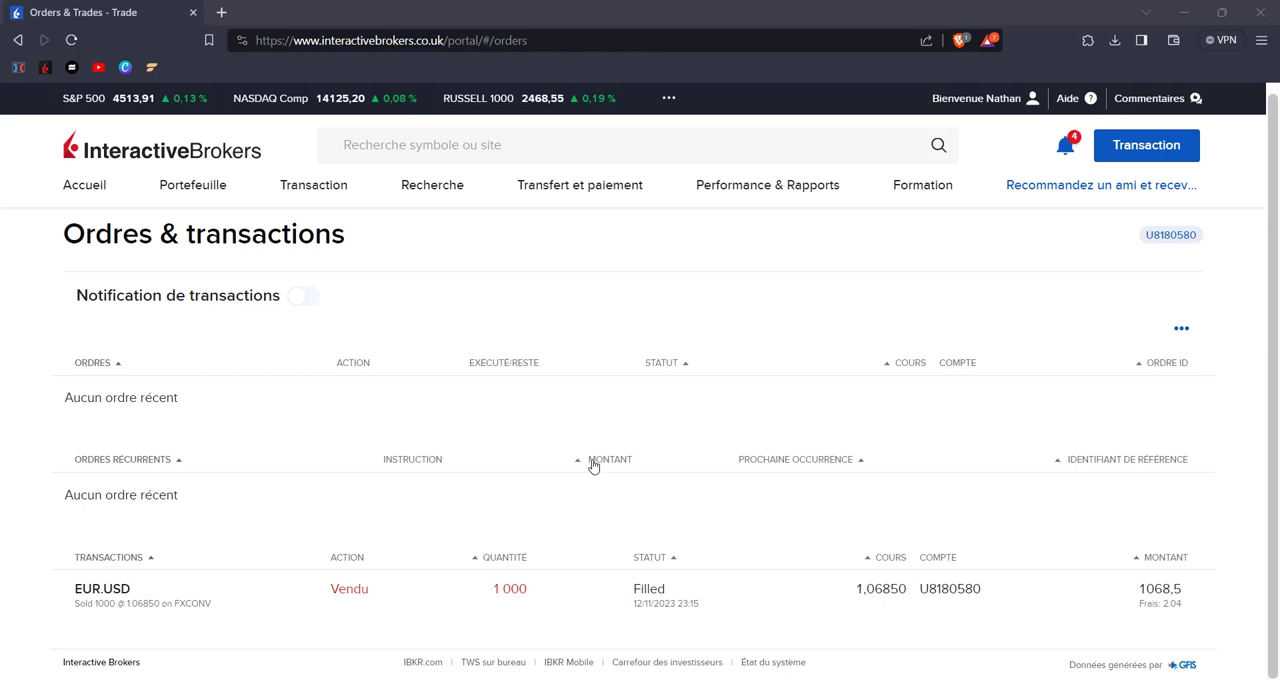 Orders & Trades - Trade
https://www.interactivebrokers.co.uk/portal/#/orders
VPN
S&P 500 4513,91 ▲ 0,13 % NASDAQ Comp 14125,20 ▲ 0,08 % RUSSELL 1000 2468,55 ▲ 0,19 % •••
Bienvenue Nathan Aide ? Commentaires
InteractiveBrokers
Recherche symbole ou site
4
Transaction
Accueil Portefeuille Transaction Recherche Transfert et paiement Performance & Rapports Formation Recommandez un ami et recev...
Ordres & transactions
U8180580
Notification de transactions
•••
ORDRES ▲ ACTION EXÉCUTÉ/RESTE STATUT ▲ ▲ COURS COMPTE ▲ ORDRE ID
Aucun ordre récent
ORDRES RÉCURRENTS ▲ INSTRUCTION ▲ MONTANT PROCHAINE OCCURRENCE ▲ ▲ IDENTIFIANT DE RÉFÉRENCE
Aucun ordre récent
TRANSACTIONS ▲ ACTION ▲ QUANTITÉ STATUT ▲ ▲ COURS COMPTE ▲ MONTANT
EUR.USD Vendu 1 000 Filled 1,06850 U8180580 1068,5
Sold 1000 @ 1.06850 on FXCONV 12/11/2023 23:15 Frais: 2.04
Interactive Brokers IBKR.com | TWS sur bureau | IBKR Mobile | Carrefour des investisseurs | État du système Données générées par GFIS